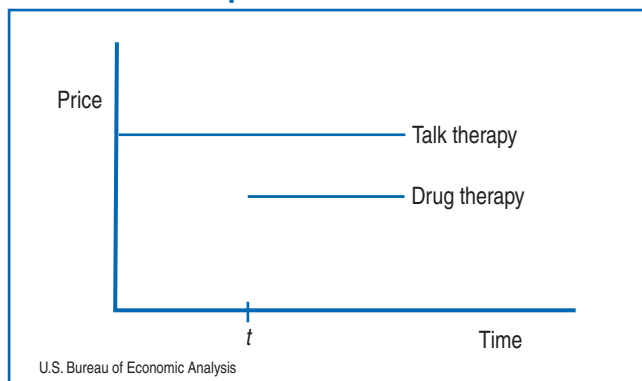 Price
Talk therapy
Drug therapy
t
Time
U.S. Bureau of Economic Analysis